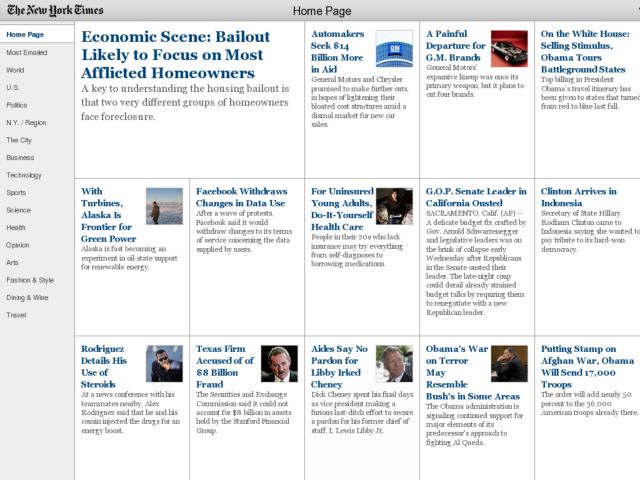 The New York Times
Home Page
Home Page
Most Emailed
World
U.S.
Politics
N.Y. / Region
The City
Business
Technology
Sports
Science
Health
Opinion
Arts
Fashion & Style
Dining & Wine
Travel
Economic Scene: Bailout
Likely to Focus on Most
Afflicted Homeowners
A key to understanding the housing bailout is
that two very different groups of homeowners
face foreclosure.
Automakers
Seek $14
Billion More
in Aid
General Motors and Chrysler
promised to make further cuts,
in hopes of lightening their
bloated cost structures amid a
dismal market for new car
sales.
GM
A Painful
Departure for
G.M. Brands
General Motors'
expansive lineup was once its
primary weapon, but it plans to
cut four brands.
On the White House:
Selling Stimulus,
Obama Tours
Battleground States
Top billing in President
Obama's travel itinerary has
been given to states that turned
from red to blue last fall.
With
Turbines,
Alaska Is
Frontier for
Green Power
Alaska is fast becoming an
experiment in oil-state support
for renewable energy.
Facebook Withdraws
Changes in Data Use
After a wave of protests,
Facebook said it would
withdraw changes to its terms
of service concerning the data
supplied by users.
For Uninsured
Young Adults,
Do-It-Yourself
Health Care
People in their 20s who lack
insurance may try everything
from self-diagnoses to
borrowing medications.
G.O.P. Senate Leader in
California Ousted
SACRAMENTO, Calif. (AP) --
A delicate budget fix crafted by
Gov. Arnold Schwarzenegger
and legislative leaders was on
the brink of collapse early
Wednesday after Republicans
in the Senate ousted their
leader. The late-night coup
could derail already strained
budget talks by requiring them
to renegotiate with a new
Republican leader.
Clinton Arrives in
Indonesia
Secretary of State Hillary
Rodham Clinton came to
Indonesia saying she wanted to
pay tribute to its hard-won
democracy.
Rodriguez
Details His
Use of
Steroids
At a news conference with his
teammates nearby, Alex
Rodriguez said that he and his
cousin injected the drugs for an
energy boost.
Texas Firm
Accused of of
$8 Billion
Fraud
The Securities and Exchange
Commission said it could not
account for $8 billion in assets
held by the Stanford Financial
Group.
Aides Say No
Pardon for
Libby Irked
Cheney
Dick Cheney spent his final days
as vice president making a
furious last-ditch effort to secure
a pardon for his former chief of
staff, I. Lewis Libby Jr.
Obama's War
on Terror
May
Resemble
Bush's in Some Areas
The Obama administration is
signaling continued support for
major elements of its
predecessor's approach to
fighting Al Qaeda.
Putting Stamp on
Afghan War, Obama
Will Send 17,000
Troops
The order will add nearly 50
percent to the 36,000
American troops already there.